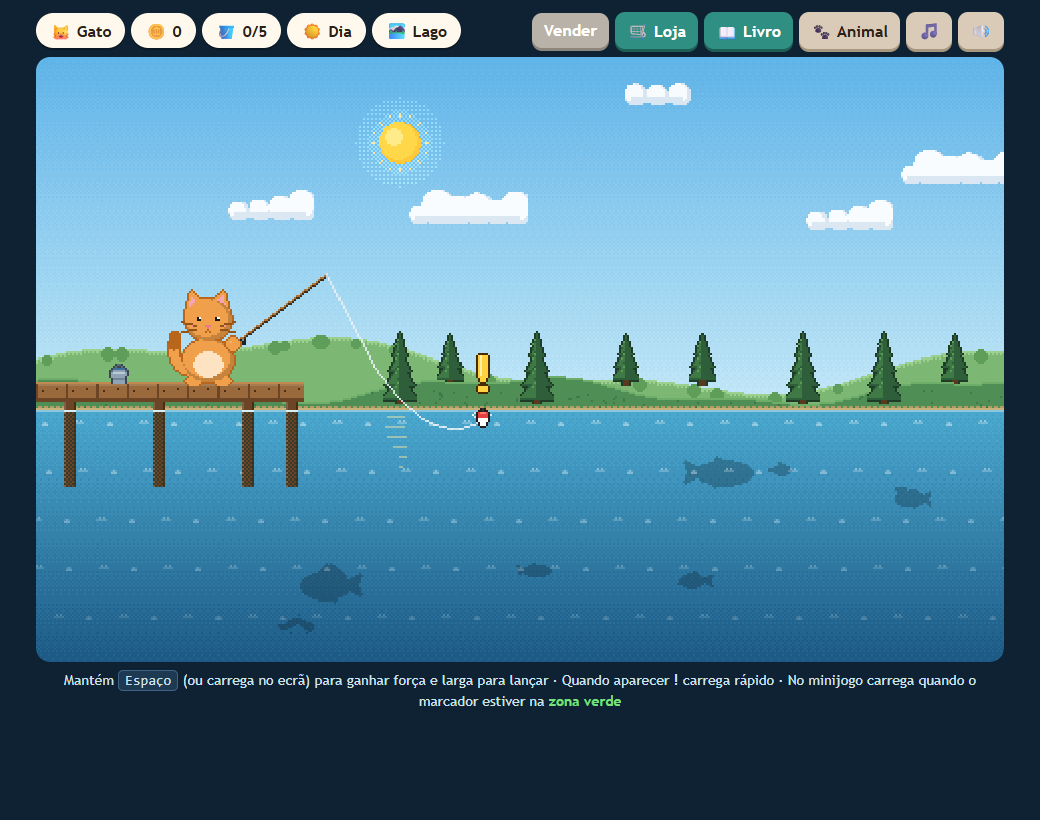 Gato
0
0/5
Dia
Lago
Vender
Loja
Livro
Animal
!
Mantém Espaço (ou carrega no ecrã) para ganhar força e larga para lançar · Quando aparecer ! carrega rápido · No minijogo carrega quando o
marcador estiver na zona verde